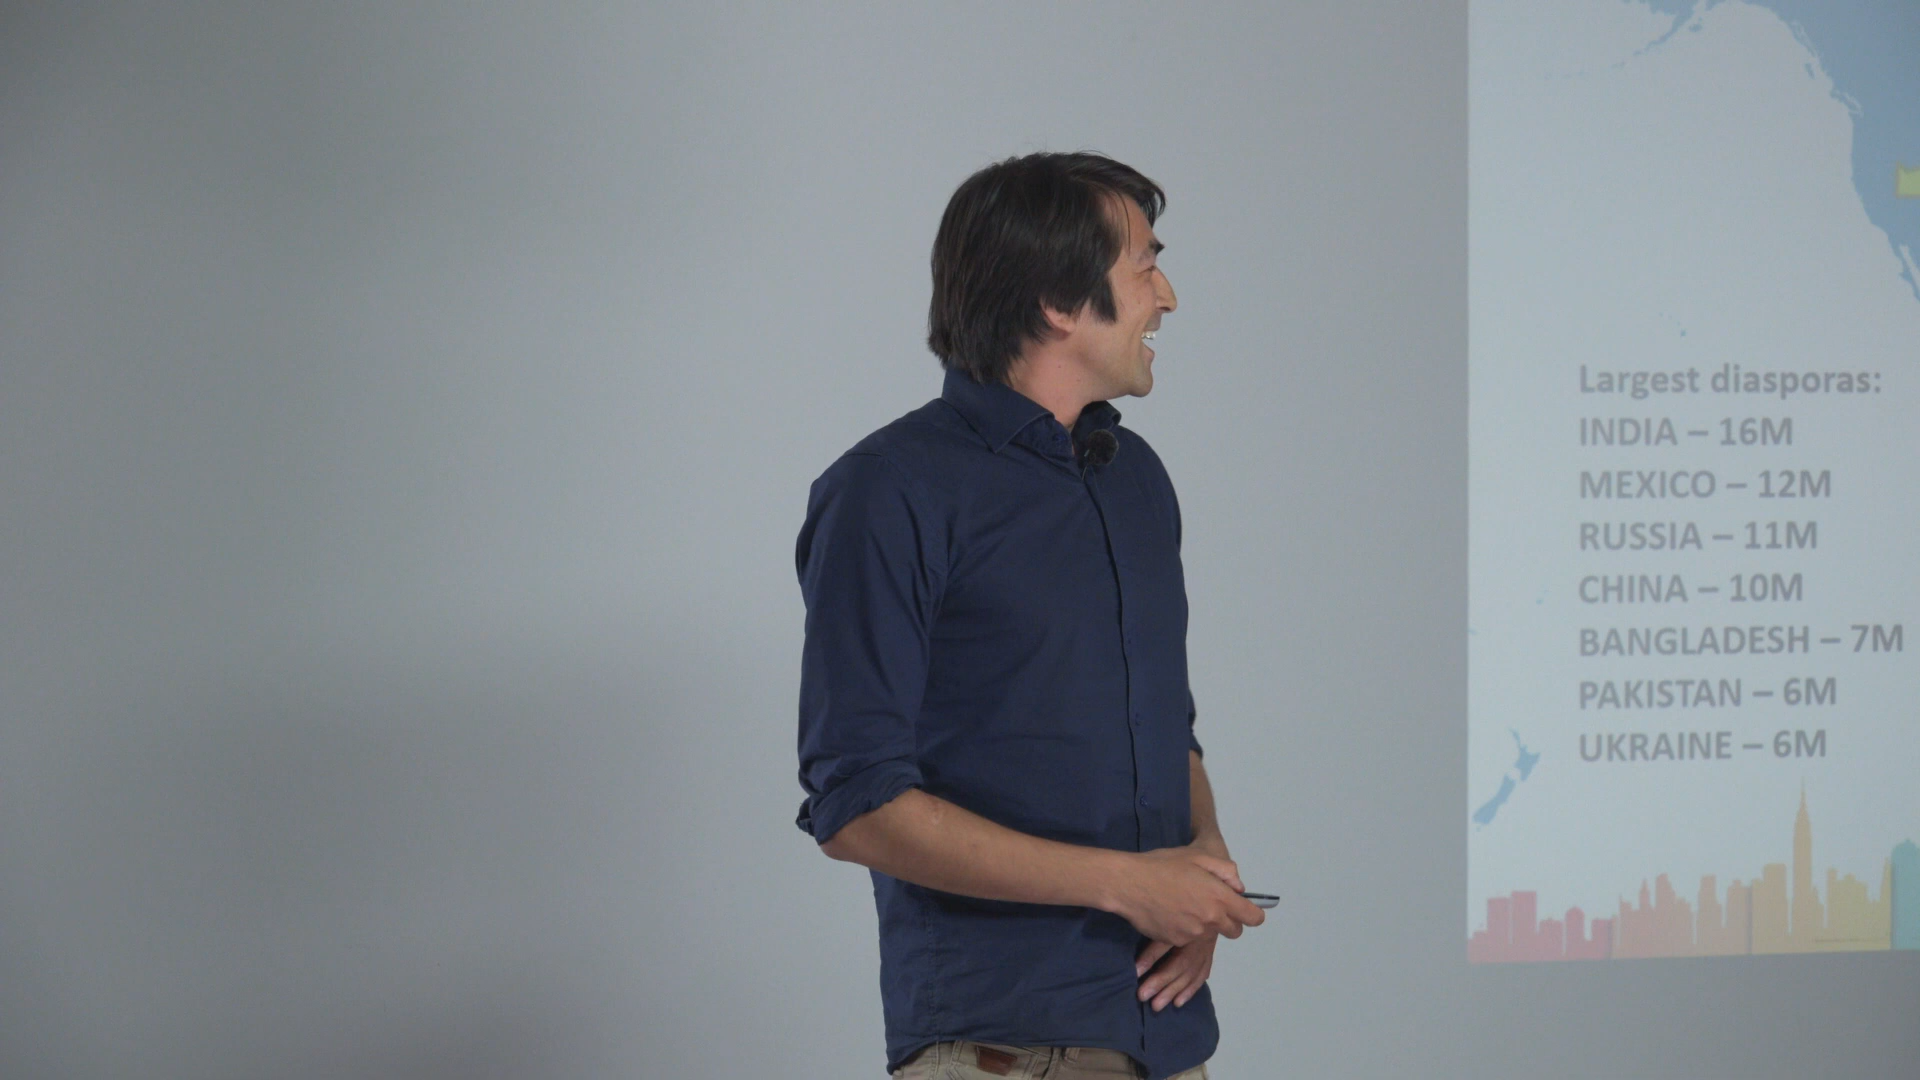 Largest diasporas:
INDIA – 16M
MEXICO – 12M
RUSSIA – 11M
CHINA – 10M
BANGLADESH – 7M
PAKISTAN – 6M
UKRAINE – 6M